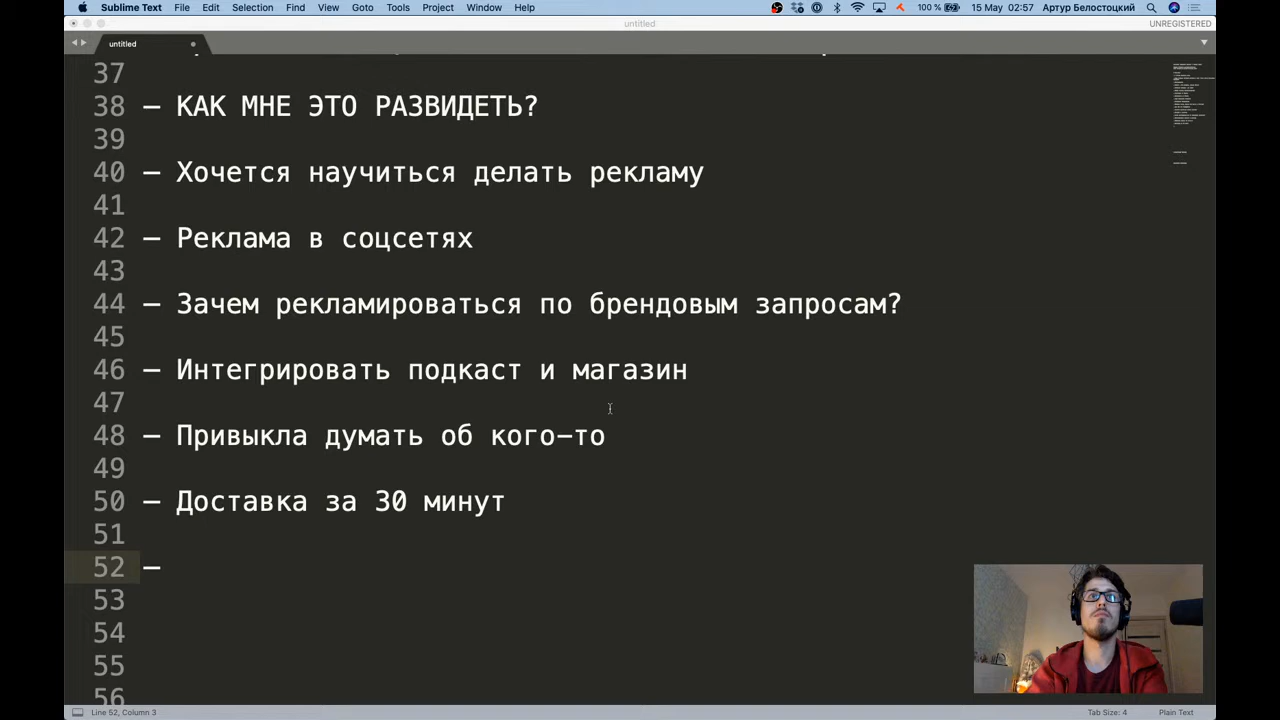 Sublime Text File Edit Selection Find View Goto Tools Project Window Help 100 % 15 May 02:57 Артур Белостоцкий
untitled UNREGISTERED
untitled
37
38 — КАК МНЕ ЭТО РАЗВИДЕТЬ?
39
40 — Хочется научиться делать рекламу
41
42 — Реклама в соцсетях
43
44 — Зачем рекламироваться по брендовым запросам?
45
46 — Интегрировать подкаст и магазин
47
48 — Привыкла думать об кого–то
49
50 — Доставка за 30 минут
51
52 —
53
54
55
56
Line 52, Column 3 Tab Size: 4 Plain Text